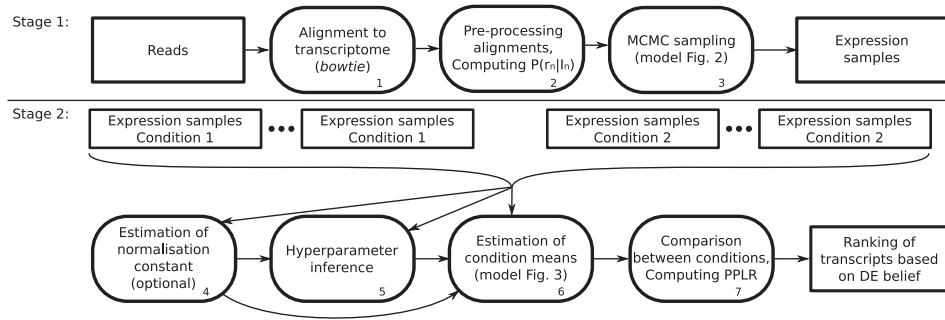 Stage 1:
Reads
Alignment to
transcriptome
(bowtie)
1
Pre-processing
alignments,
Computing P(rₙ|Iₙ)
2
MCMC sampling
(model Fig. 2)
3
Expression
samples
Stage 2:
Expression samples
Condition 1
•••
Expression samples
Condition 1
Expression samples
Condition 2
•••
Expression samples
Condition 2
Estimation of
normalisation
constant
(optional)
4
Hyperparameter
inference
5
Estimation of
condition means
(model Fig. 3)
6
Comparison
between conditions,
Computing PPLR
7
Ranking of
transcripts based
on DE belief